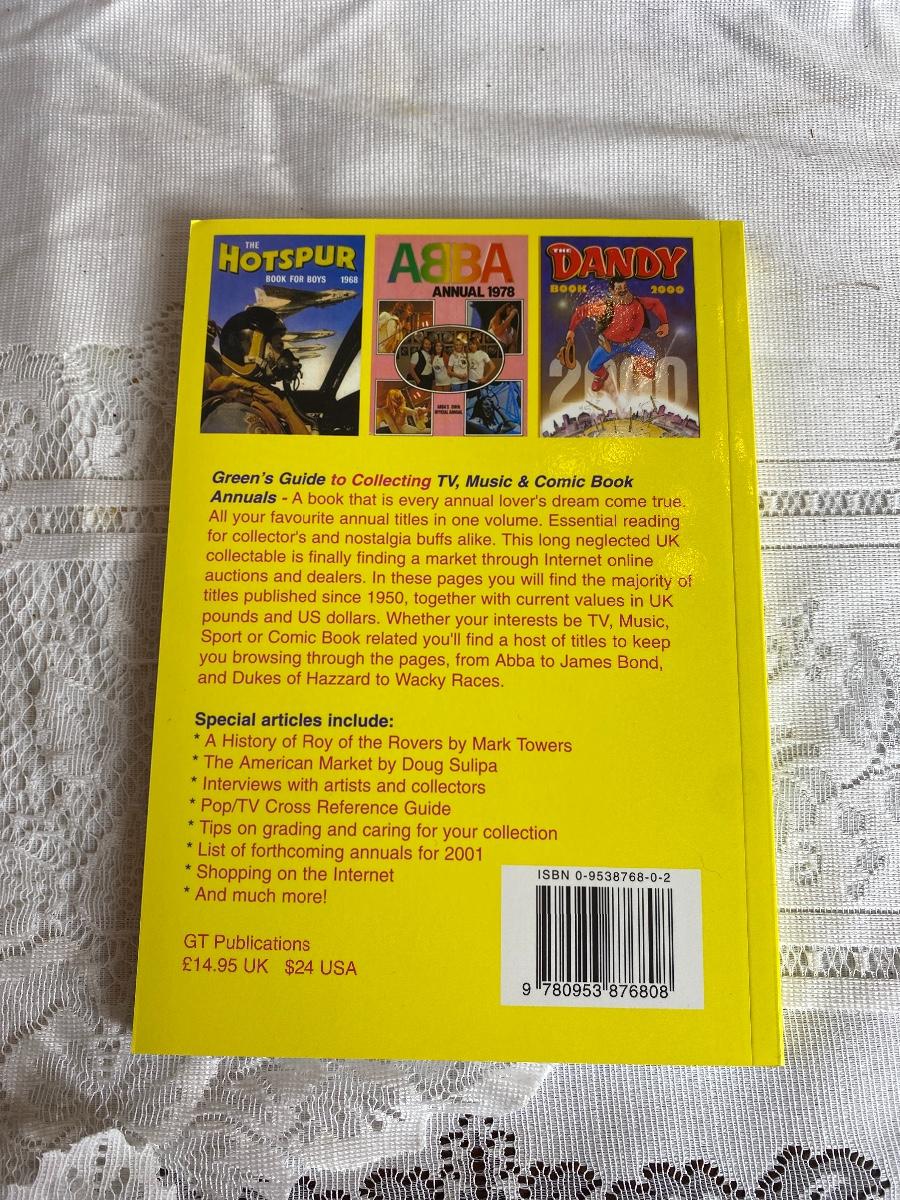 THE
HOTSPUR
BOOK FOR BOYS 1968
ABBA
ANNUAL 1978
ABBA'S OWN
OFFICIAL ANNUAL
THE
DANDY
BOOK 2000
2000
Green's Guide to Collecting TV, Music & Comic Book
Annuals - A book that is every annual lover's dream come true.
All your favourite annual titles in one volume. Essential reading
for collector's and nostalgia buffs alike. This long neglected UK
collectable is finally finding a market through Internet online
auctions and dealers. In these pages you will find the majority of
titles published since 1950, together with current values in UK
pounds and US dollars. Whether your interests be TV, Music,
Sport or Comic Book related you'll find a host of titles to keep
you browsing through the pages, from Abba to James Bond,
and Dukes of Hazzard to Wacky Races.
Special articles include:
* A History of Roy of the Rovers by Mark Towers
* The American Market by Doug Sulipa
* Interviews with artists and collectors
* Pop/TV Cross Reference Guide
* Tips on grading and caring for your collection
* List of forthcoming annuals for 2001
* Shopping on the Internet
* And much more!
GT Publications
£14.95 UK $24 USA
ISBN 0-9538768-0-2
9 780953 876808